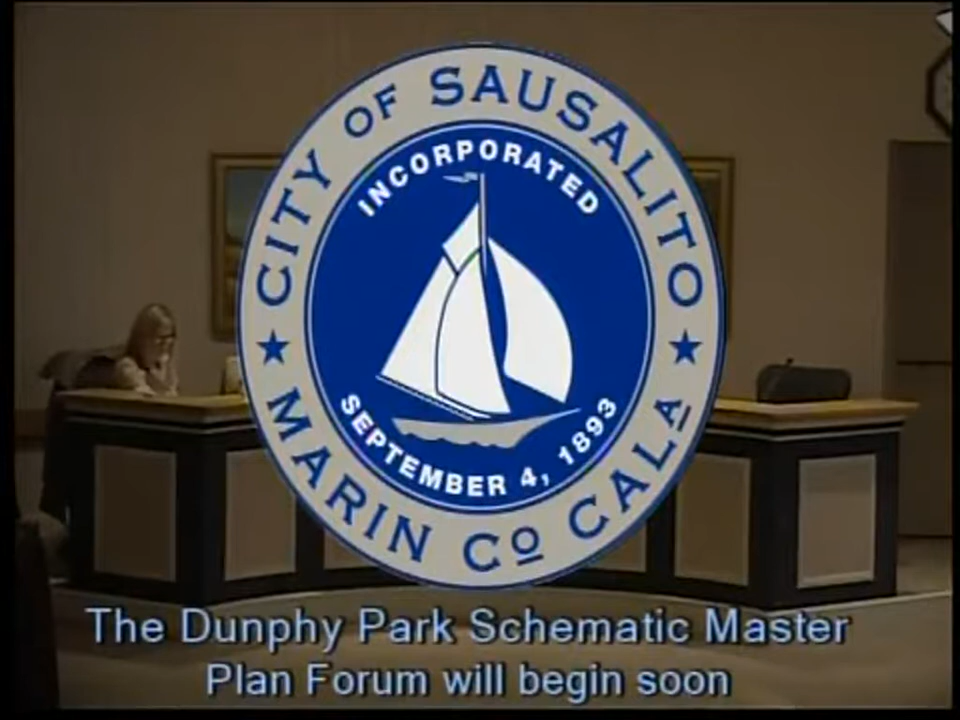 CITY OF SAUSALITO
INCORPORATED
SEPTEMBER 4, 1893
MARIN Co CALA
The Dunphy Park Schematic Master
Plan Forum will begin soon